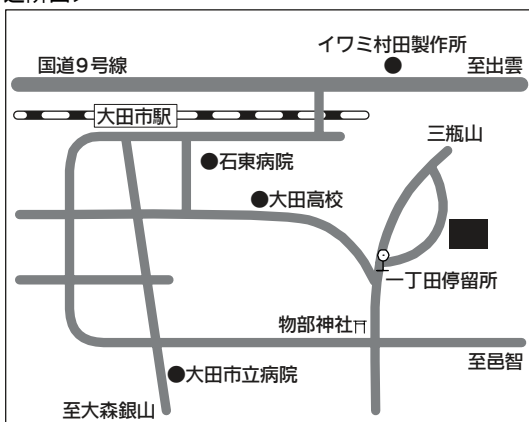 イワミ村田製作所
国道9号線
至出雲
大田市駅
三瓶山
石東病院
大田高校
一丁田停留所
物部神社
至邑智
大田市立病院
至大森銀山